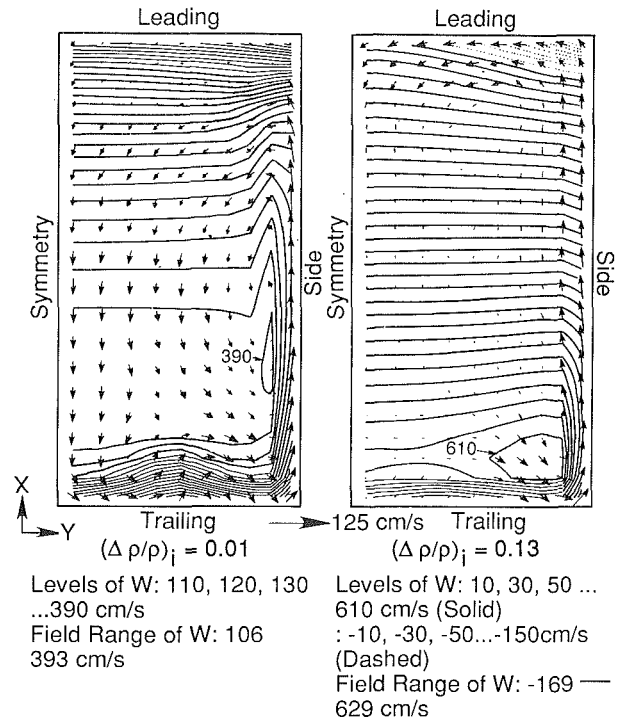 Leading
Leading
Symmetry
390
Side
Symmetry
610
Side
X
Y
Trailing
125 cm/s
Trailing
(Δ ρ/ρ)i = 0.01
(Δ ρ/ρ)i = 0.13
Levels of W: 110, 120, 130
...390 cm/s
Field Range of W: 106
393 cm/s
Levels of W: 10, 30, 50 ...
610 cm/s (Solid)
: -10, -30, -50...-150cm/s
(Dashed)
Field Range of W: -169 —
629 cm/s